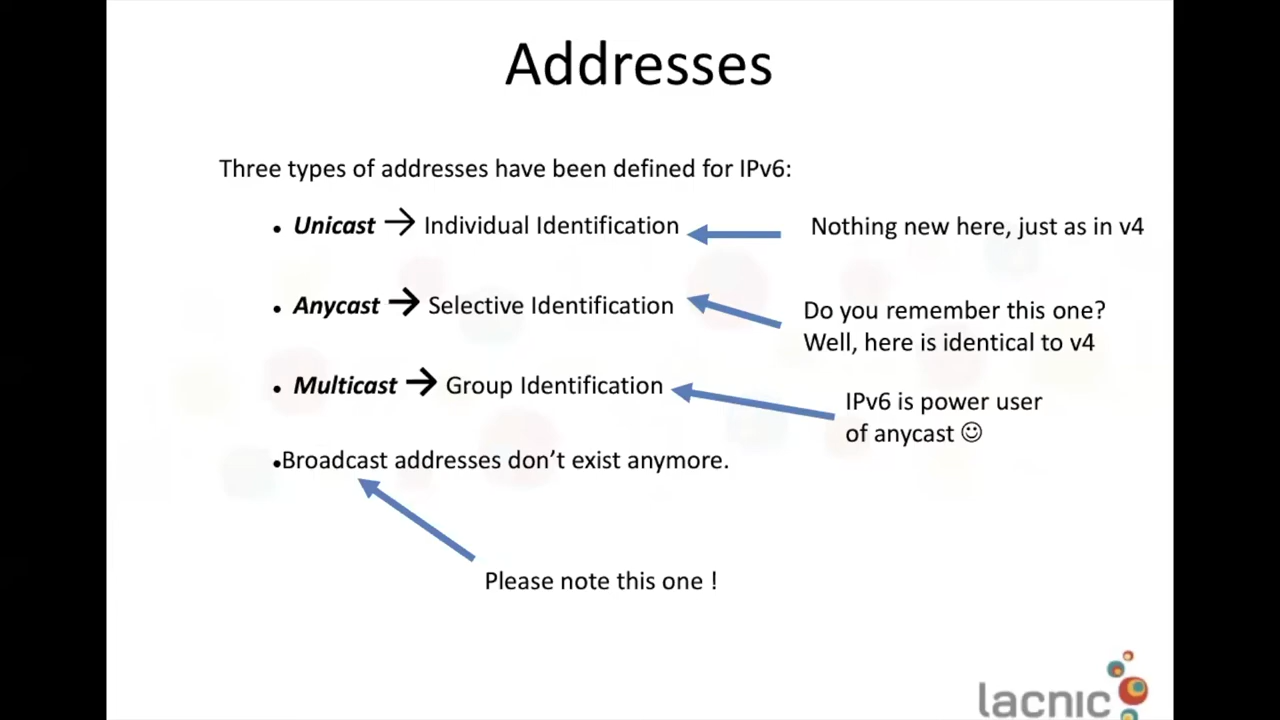 Addresses
Three types of addresses have been defined for IPv6:
• Unicast → Individual Identification
Nothing new here, just as in v4
• Anycast → Selective Identification
Do you remember this one?
Well, here is identical to v4
• Multicast → Group Identification
IPv6 is power user
of anycast ☺
•Broadcast addresses don’t exist anymore.
Please note this one !
lacnic